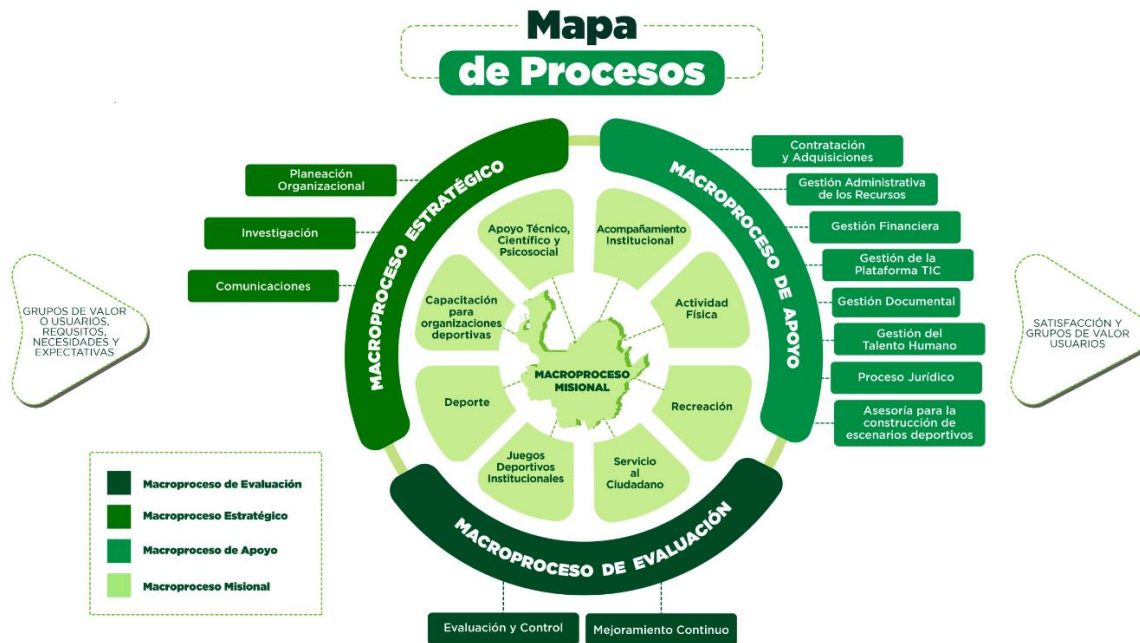 Mapa
de Procesos
MACROPROCESO ESTRATÉGICO
Planeación
Organizacional
Investigación
Comunicaciones
GRUPOS DE VALOR
O USUARIOS,
REQUSITOS,
NECESIDADES Y
EXPECTATIVAS
MACROPROCESO DE APOYO
Contratación
y Adquisiciones
Gestión Administrativa
de los Recursos
Gestión Financiera
Gestión de la
Plataforma TIC
Gestión Documental
Gestión del
Talento Humano
Proceso Jurídico
Asesoría para la
construcción de
escenarios deportivos
SATISFACCIÓN Y
GRUPOS DE VALOR
USUARIOS
Apoyo Técnico,
Científico y
Psicosocial
Acompañamiento
Institucional
Capacitación
para
organizaciones
deportivas
Actividad
Física
MACROPROCESO
MISIONAL
Deporte
Recreación
Juegos
Deportivos
Institucionales
Servicio
al
Ciudadano
MACROPROCESO DE EVALUACIÓN
Evaluación y Control
Mejoramiento Continuo
Macroproceso de Evaluación
Macroproceso Estratégico
Macroproceso de Apoyo
Macroproceso Misional